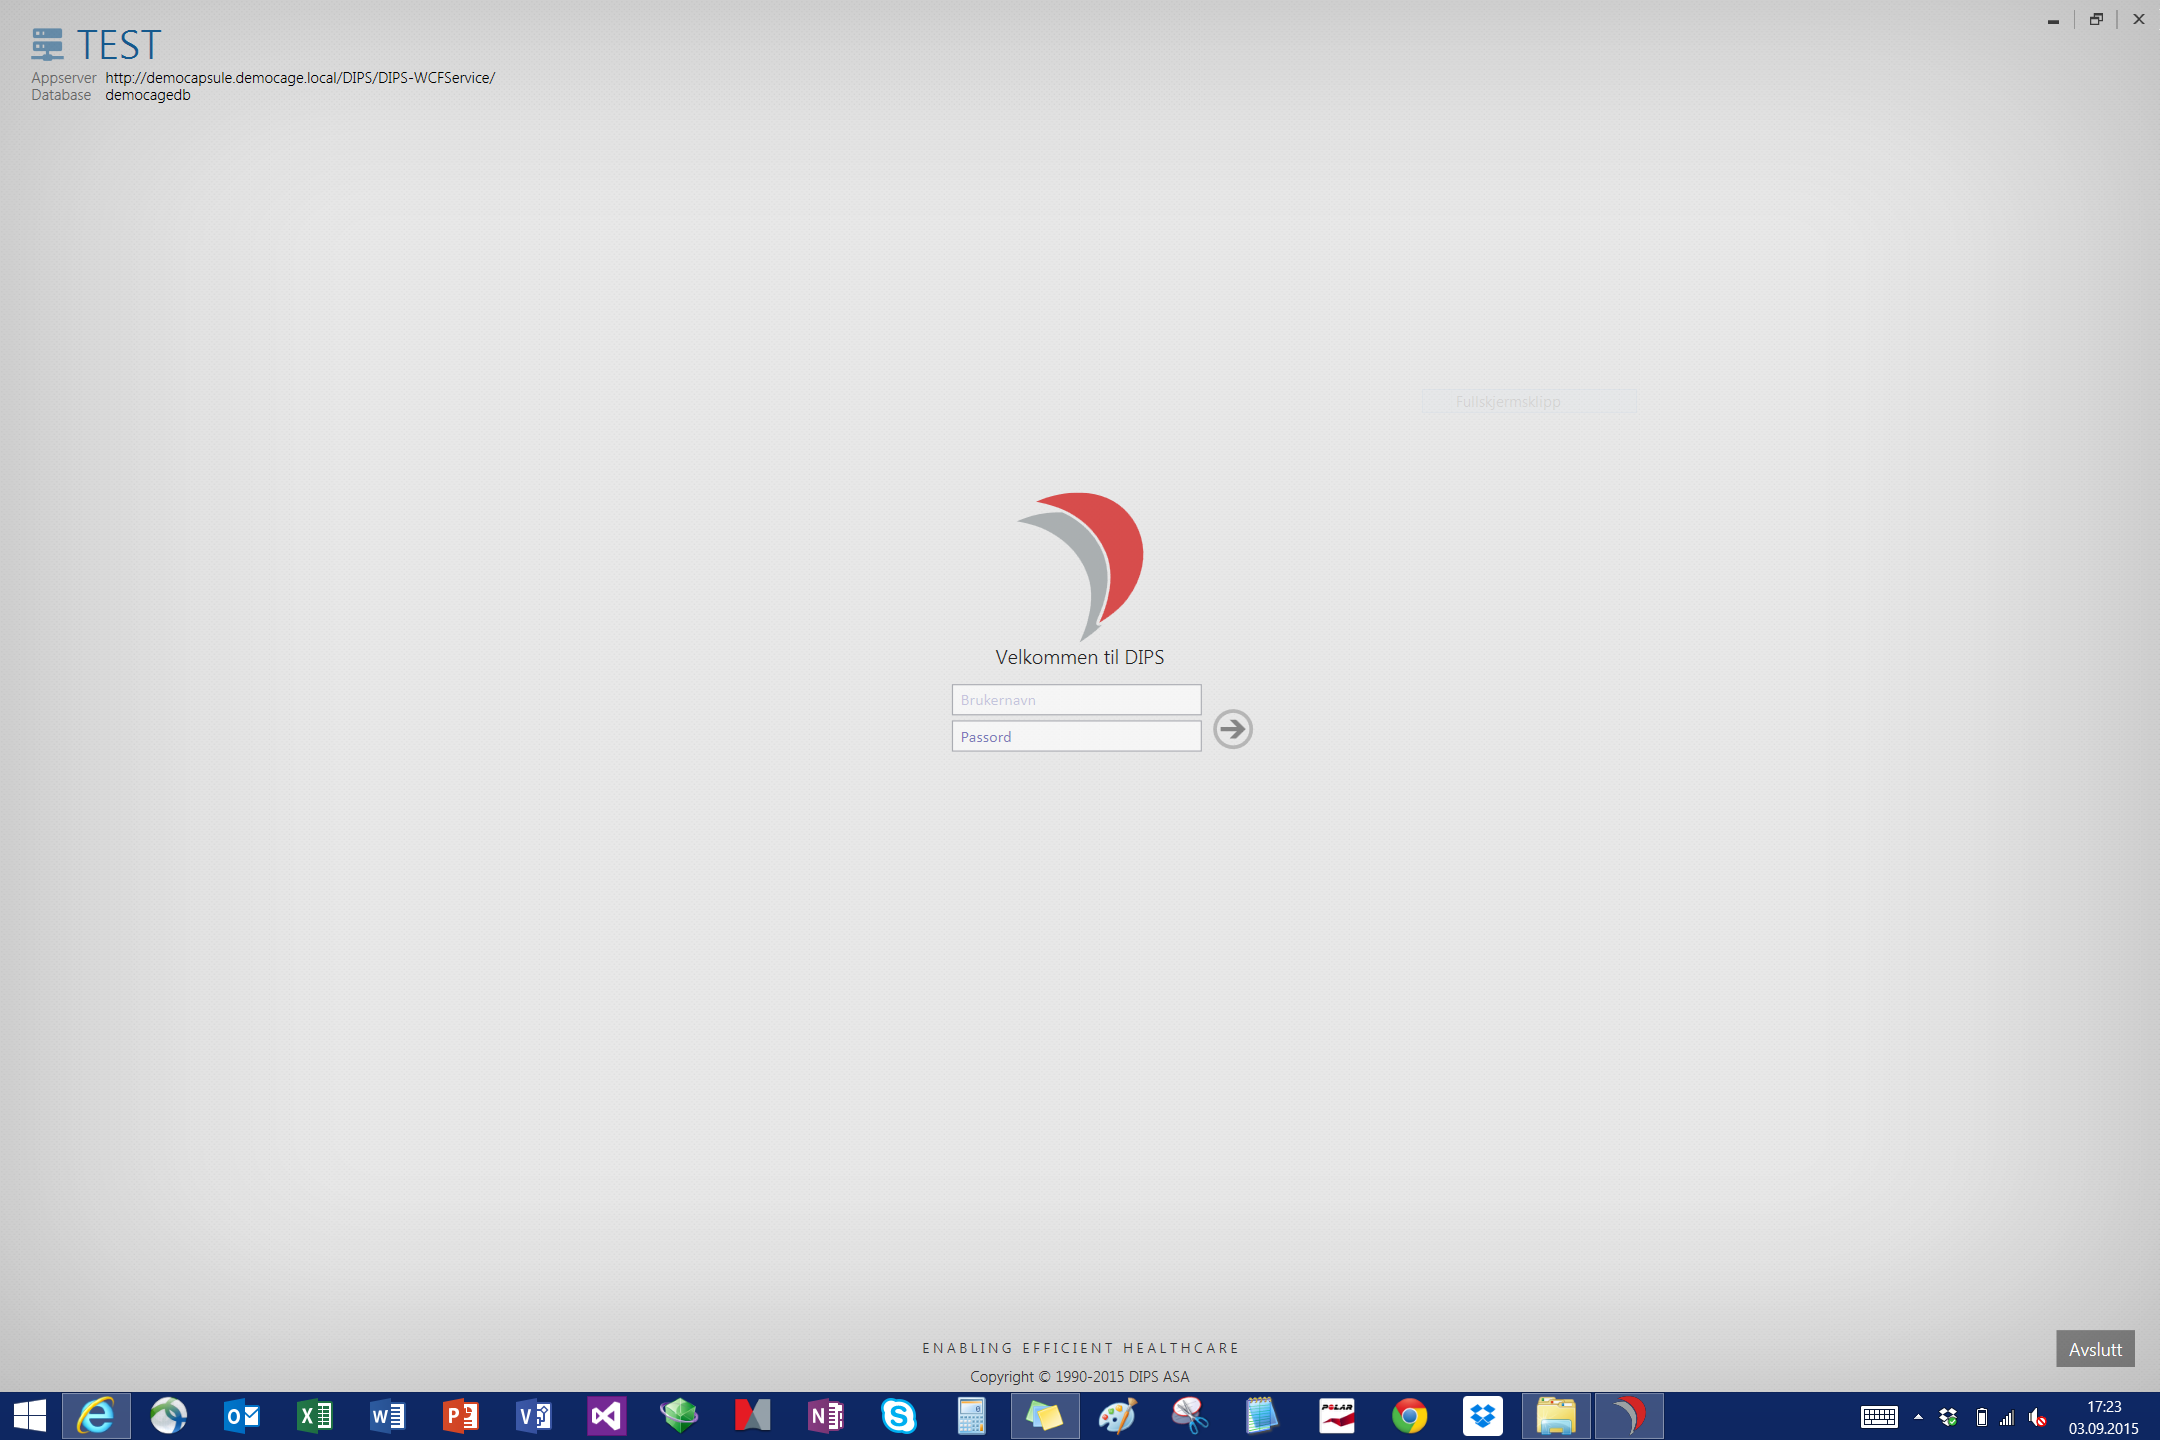 TEST
Appserver http://democapsule.democage.local/DIPS/DIPS-WCFService/
Database democagedb
Fullskjermsklipp
Velkommen til DIPS
Brukernavn
Passord
ENABLING EFFICIENT HEALTHCARE
Copyright © 1990-2015 DIPS ASA
Avslutt
POLAR
17:23
03.09.2015